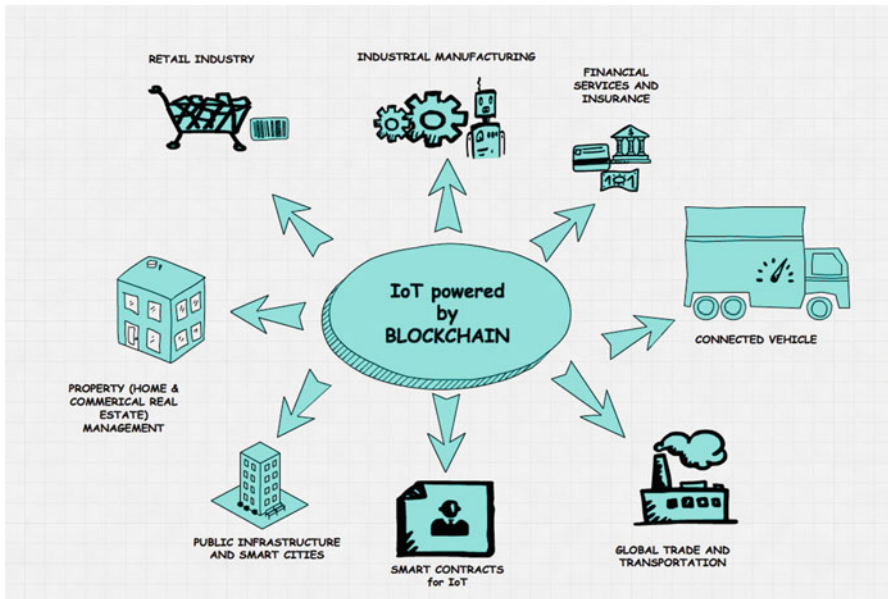 RETAIL INDUSTRY
INDUSTRIAL MANUFACTURING
FINANCIAL
SERVICES AND
INSURANCE
IoT powered
by
BLOCKCHAIN
CONNECTED VEHICLE
PROPERTY (HOME &
COMMERICAL REAL
ESTATE)
MANAGEMENT
PUBLIC INFRASTRUCTURE
AND SMART CITIES
SMART CONTRACTS
for IoT
GLOBAL TRADE AND
TRANSPORTATION